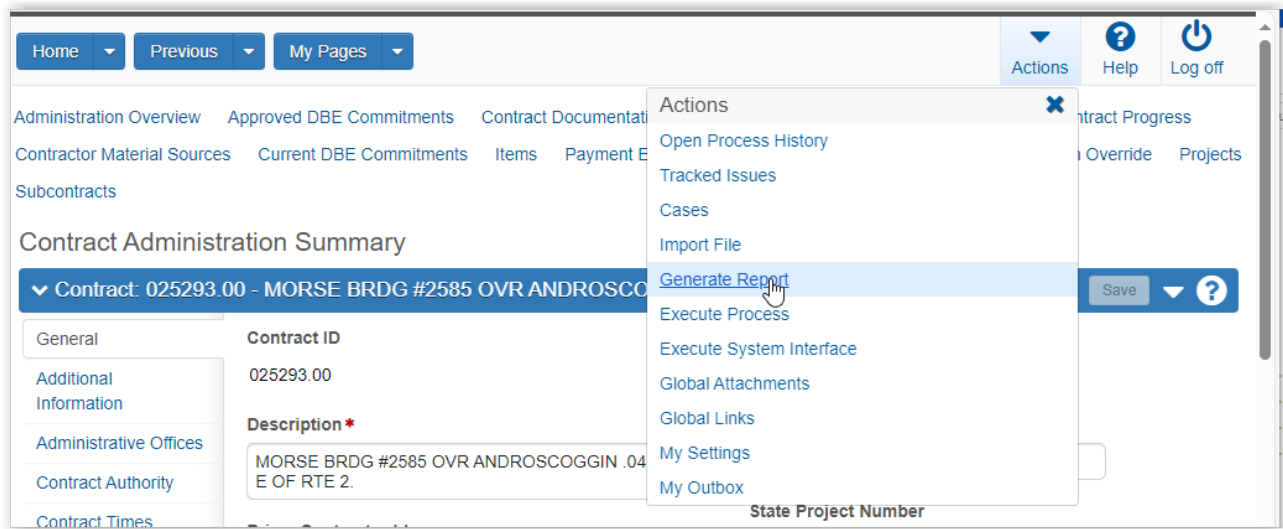 Home Previous My Pages
Actions Help Log off
Administration Overview Approved DBE Commitments Contract Documentati ntract Progress
Contractor Material Sources Current DBE Commitments Items Payment E Override Projects
Subcontracts
Actions
Open Process History
Tracked Issues
Cases
Import File
Generate Report
Execute Process
Execute System Interface
Global Attachments
Global Links
My Settings
My Outbox
Contract Administration Summary
Contract: 025293.00 - MORSE BRDG #2585 OVR ANDROSCO Save
General
Additional
Information
Administrative Offices
Contract Authority
Contract Times
Contract ID
025293.00
Description*
MORSE BRDG #2585 OVR ANDROSCOGGIN .04
E OF RTE 2.
State Project Number